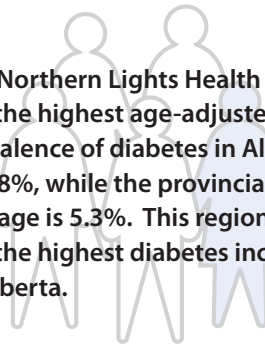 Northern Lights Health
the highest age-adjuste
alence of diabetes in Al
8%, while the provincia
age is 5.3%. This region
the highest diabetes inc
berta.